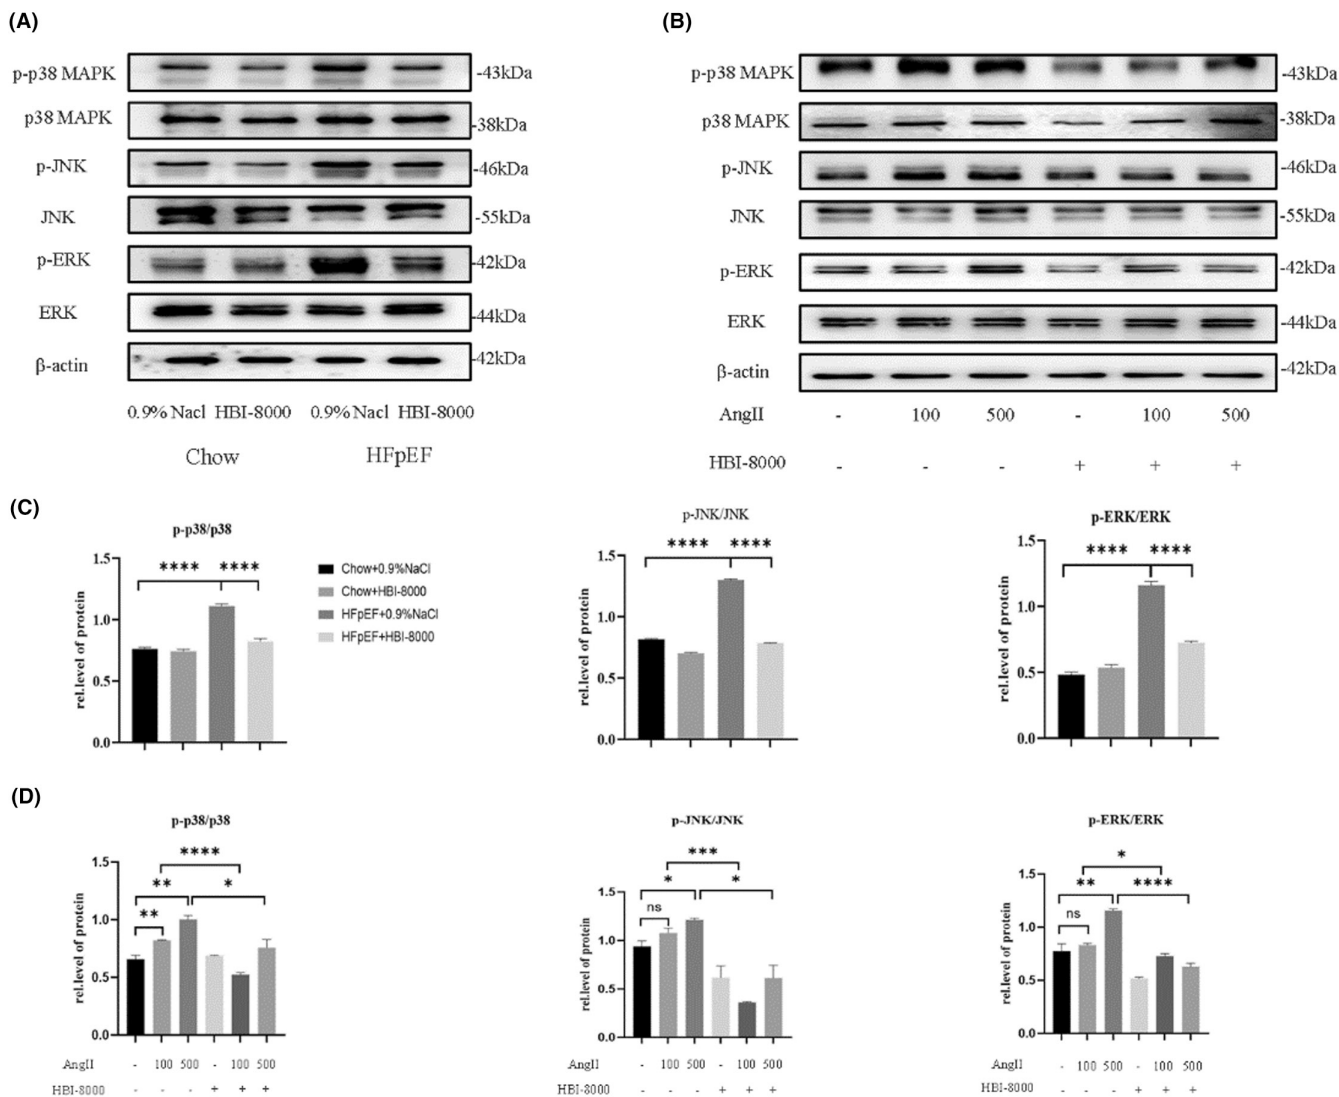 (A)
p-p38 MAPK -43kDa
p38 MAPK -38kDa
p-JNK -46kDa
JNK -55kDa
p-ERK -42kDa
ERK -44kDa
β-actin -42kDa
0.9% Nacl HBI-8000 0.9% Nacl HBI-8000
Chow HFpEF
(B)
p-p38 MAPK -43kDa
p38 MAPK -38kDa
p-JNK -46kDa
JNK -55kDa
p-ERK -42kDa
ERK -44kDa
β-actin -42kDa
AngII - 100 500 - 100 500
HBI-8000 - - - + + +
(C)
p-p38/p38
rel.level of protein
1.5
1.0
0.5
0.0
**** ****
Chow+0.9%NaCl
Chow+HBI-8000
HFpEF+0.9%NaCl
HFpEF+HBI-8000
p-JNK/JNK
rel.level of protein
1.5
1.0
0.5
0.0
**** ****
p-ERK/ERK
rel.level of protein
1.5
1.0
0.5
0.0
**** ****
(D)
p-p38/p38
rel.level of protein
1.5
1.0
0.5
0.0
****
** *
**
AngII - 100 500 - 100 500
HBI-8000 - - - + + +
p-JNK/JNK
rel.level of protein
1.5
1.0
0.5
0.0
***
* *
ns
AngII - 100 500 - 100 500
HBI-8000 - - - + + +
p-ERK/ERK
rel.level of protein
1.5
1.0
0.5
0.0
*
** ****
ns
AngII - 100 500 - 100 500
HBI-8000 - - - + + +